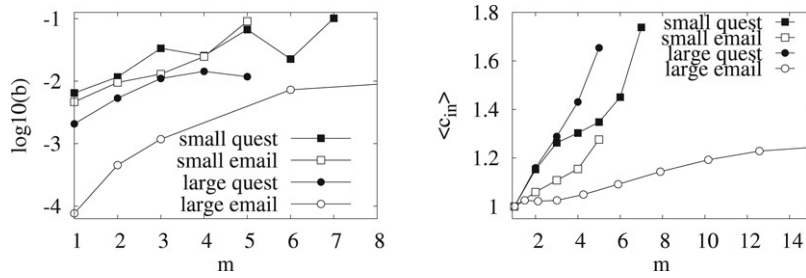 -1
-2
-3
-4
log10(b)
small quest
small email
large quest
large email
1 2 3 4 5 6 7 8
m
1.8
1.6
1.4
1.2
1
<c_in>
small quest
small email
large quest
large email
2 4 6 8 10 12 14
m